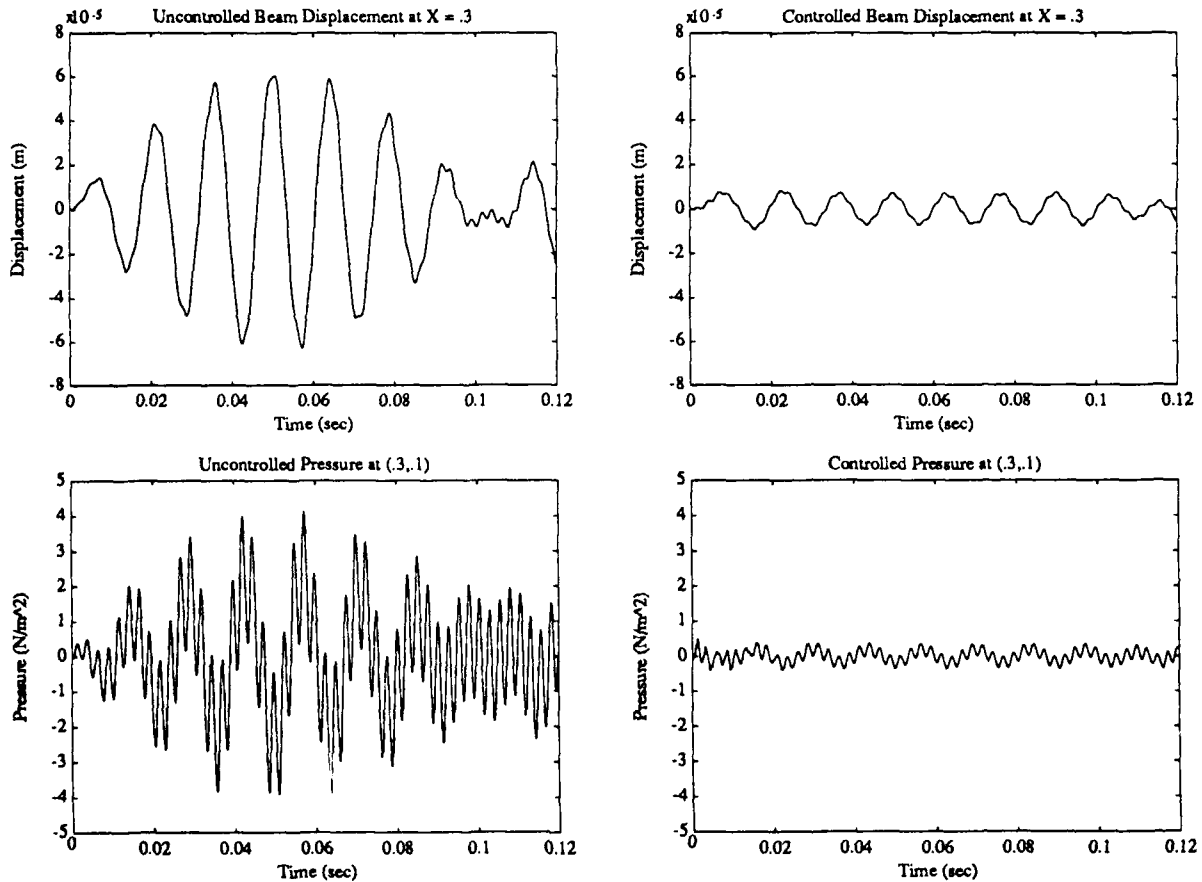 x10 -5
Uncontrolled Beam Displacement at X = .3
8
6
4
2
0
-2
-4
-6
-8
Displacement (m)
0 0.02 0.04 0.06 0.08 0.1 0.12
Time (sec)
x10 -5
Controlled Beam Displacement at X = .3
8
6
4
2
0
-2
-4
-6
-8
Displacement (m)
0 0.02 0.04 0.06 0.08 0.1 0.12
Time (sec)
Uncontrolled Pressure at (.3,.1)
5
4
3
2
1
0
-1
-2
-3
-4
-5
Pressure (N/m^2)
0 0.02 0.04 0.06 0.08 0.1 0.12
Time (sec)
Controlled Pressure at (.3,.1)
5
4
3
2
1
0
-1
-2
-3
-4
-5
Pressure (N/m^2)
0 0.02 0.04 0.06 0.08 0.1 0.12
Time (sec)